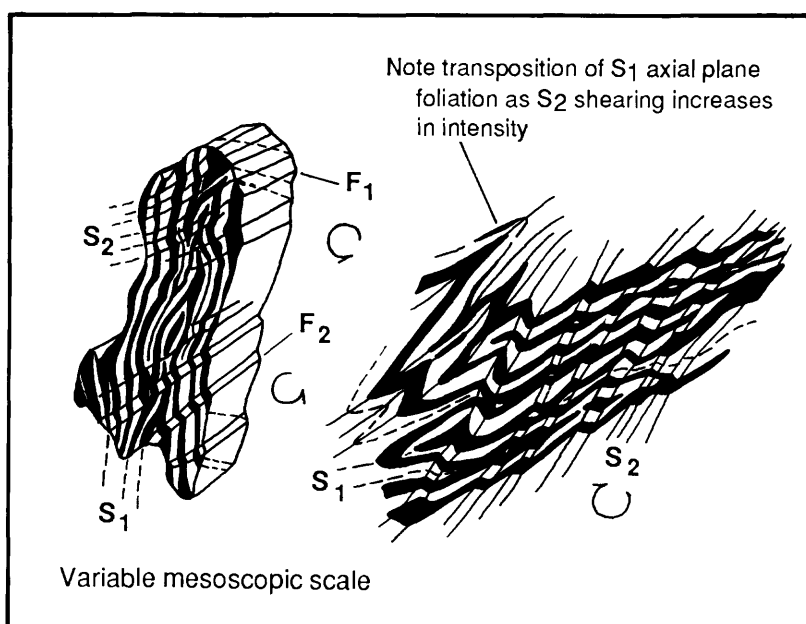 Note transposition of S1 axial plane
foliation as S2 shearing increases
in intensity
F1
S2
F2
S1
S1
S2
Variable mesoscopic scale